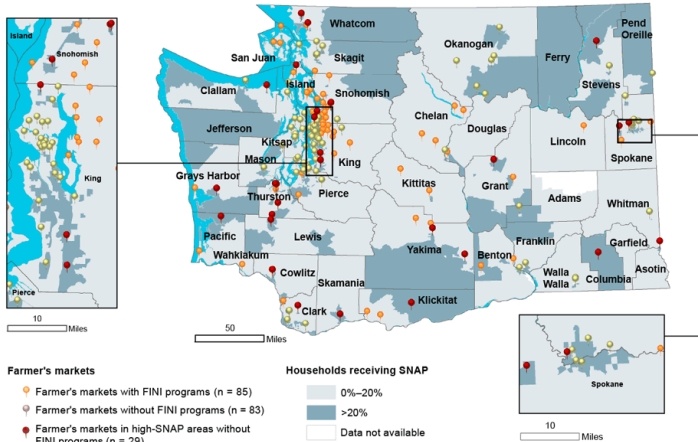 Island
Snohomish
King
Pierce
10
Miles
Whatcom
San Juan
Skagit
Island
Clallam
Snohomish
Jefferson
Kitsap
Mason
King
Grays Harbor
Thurston
Pierce
Pacific
Lewis
Wahkiakum
Cowlitz
Skamania
Clark
Okanogan
Ferry
Pend
Oreille
Stevens
Chelan
Douglas
Lincoln
Spokane
Kittitas
Grant
Adams
Whitman
Yakima
Franklin
Benton
Walla
Walla
Garfield
Columbia
Asotin
Klickitat
50
Miles
Spokane
10
Miles
Farmer's markets
Farmer's markets with FINI programs (n = 85)
Farmer's markets without FINI programs (n = 83)
Farmer's markets in high-SNAP areas without
FINI programs (n = 29)
Households receiving SNAP
0%–20%
>20%
Data not available